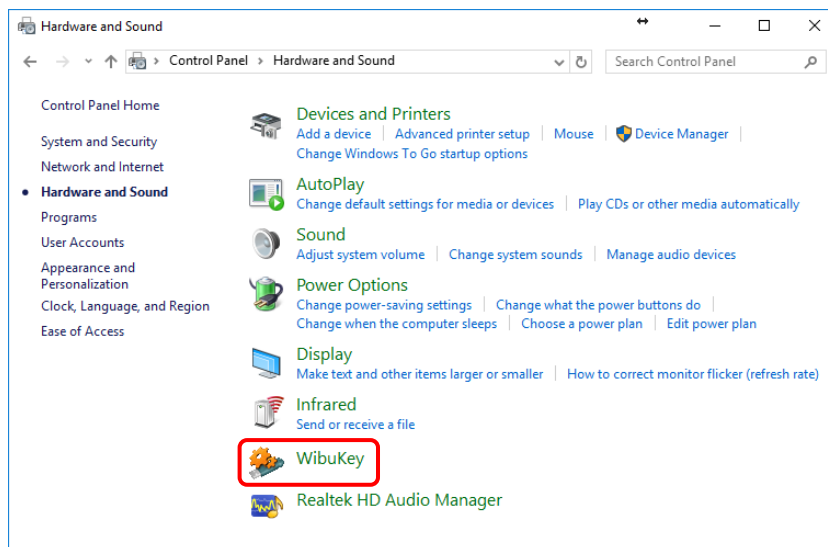 Hardware and Sound
Control Panel > Hardware and Sound
Search Control Panel
Control Panel Home
System and Security
Network and Internet
Hardware and Sound
Programs
User Accounts
Appearance and
Personalization
Clock, Language, and Region
Ease of Access
Devices and Printers
Add a device | Advanced printer setup | Mouse | Device Manager |
Change Windows To Go startup options
AutoPlay
Change default settings for media or devices | Play CDs or other media automatically
Sound
Adjust system volume | Change system sounds | Manage audio devices
Power Options
Change power-saving settings | Change what the power buttons do |
Change when the computer sleeps | Choose a power plan | Edit power plan
Display
Make text and other items larger or smaller | How to correct monitor flicker (refresh rate)
Infrared
Send or receive a file
WibuKey
Realtek HD Audio Manager